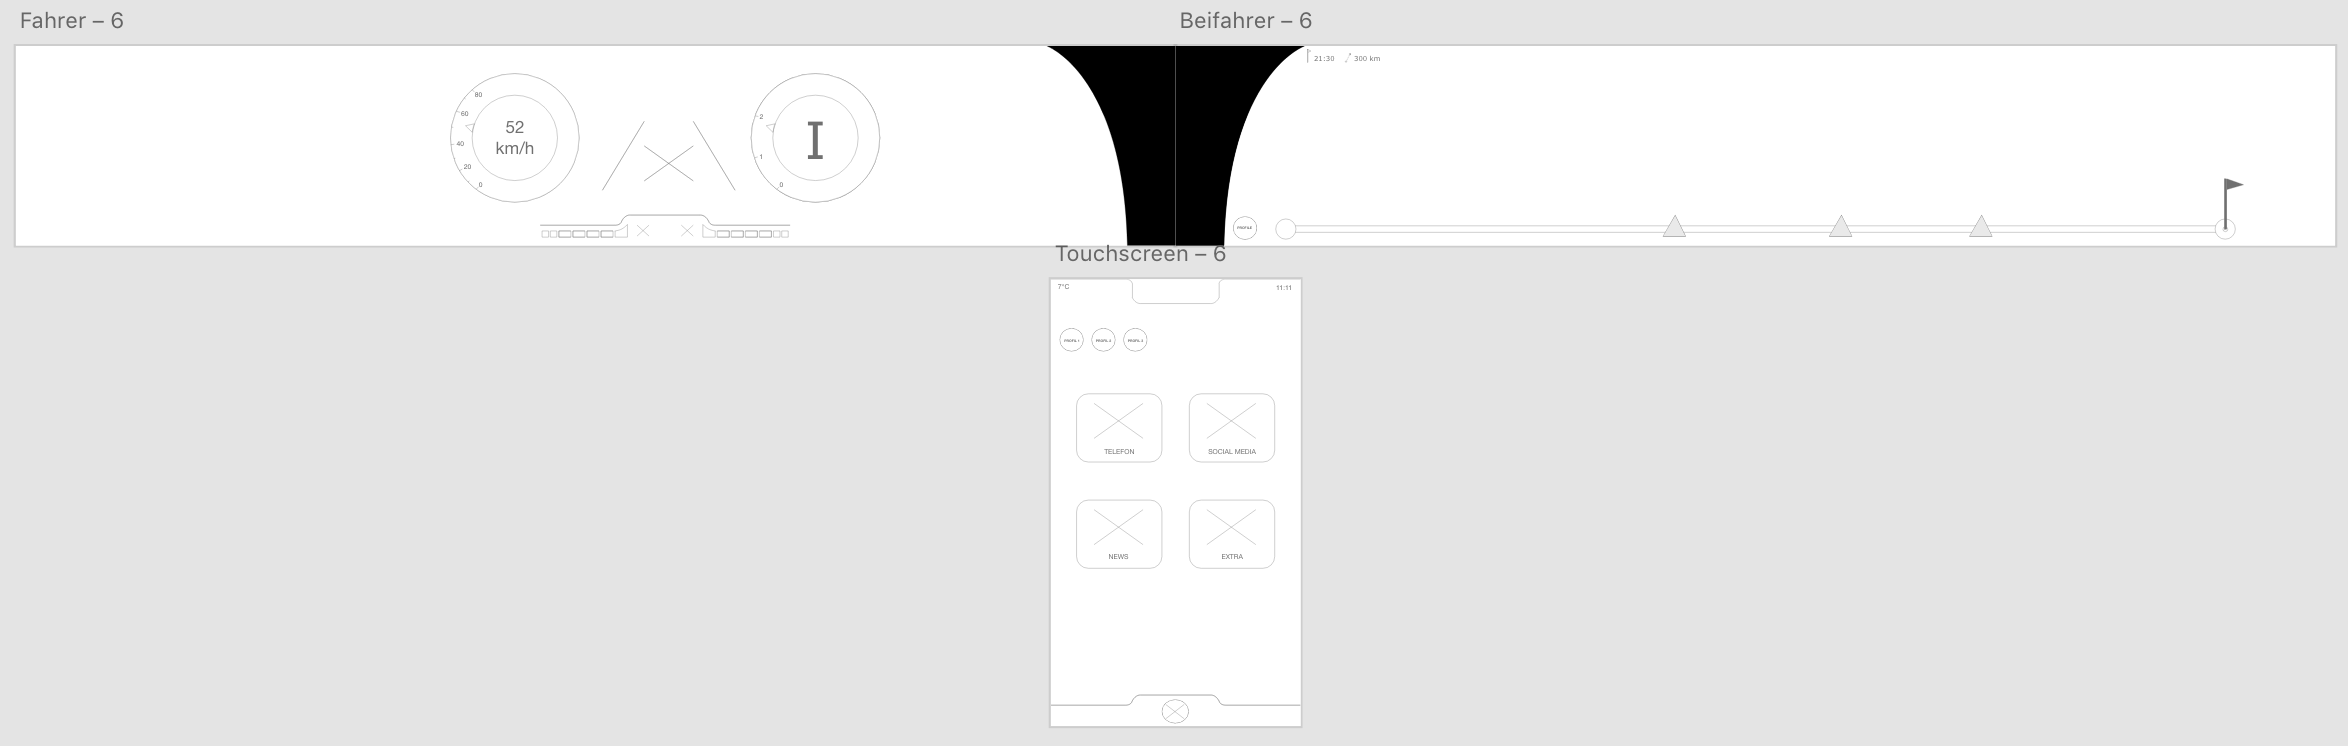 Fahrer – 6
Beifahrer – 6
21:30
300 km
80
60
40
20
0
52
km/h
2
1
0
I
PROFILE
Touchscreen – 6
7°C
11:11
PROFIL 1
PROFIL 2
PROFIL 3
TELEFON
SOCIAL MEDIA
NEWS
EXTRA